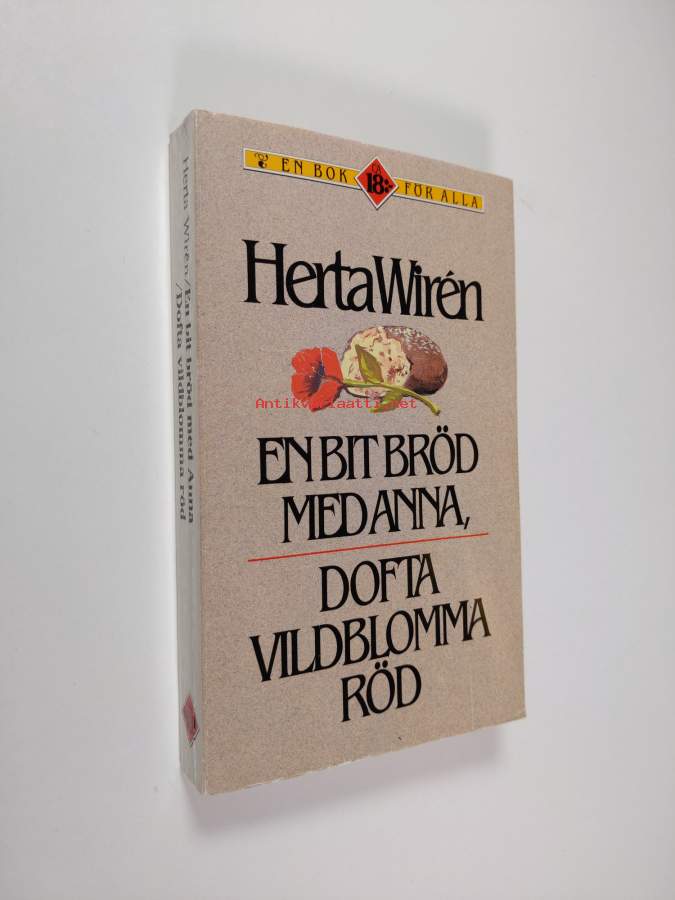 EN BOK CA 18:- FÖR ALLA
Herta Wirén
Antikvariaatti.net
EN BIT BRÖD
MED ANNA,
DOFTA
VILDBLOMMA
RÖD
Herta Wirén/En bit bröd med Anna
/Dofta vildblomma röd